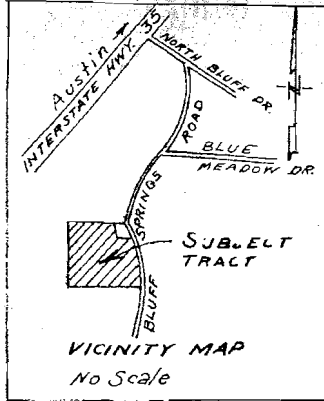 Austin
INTERSTATE HWY. 35
NORTH BLUFF DR.
BLUFF SPRINGS ROAD
BLUE
MEADOW DR.
SUBJECT
TRACT
VICINITY MAP
No Scale